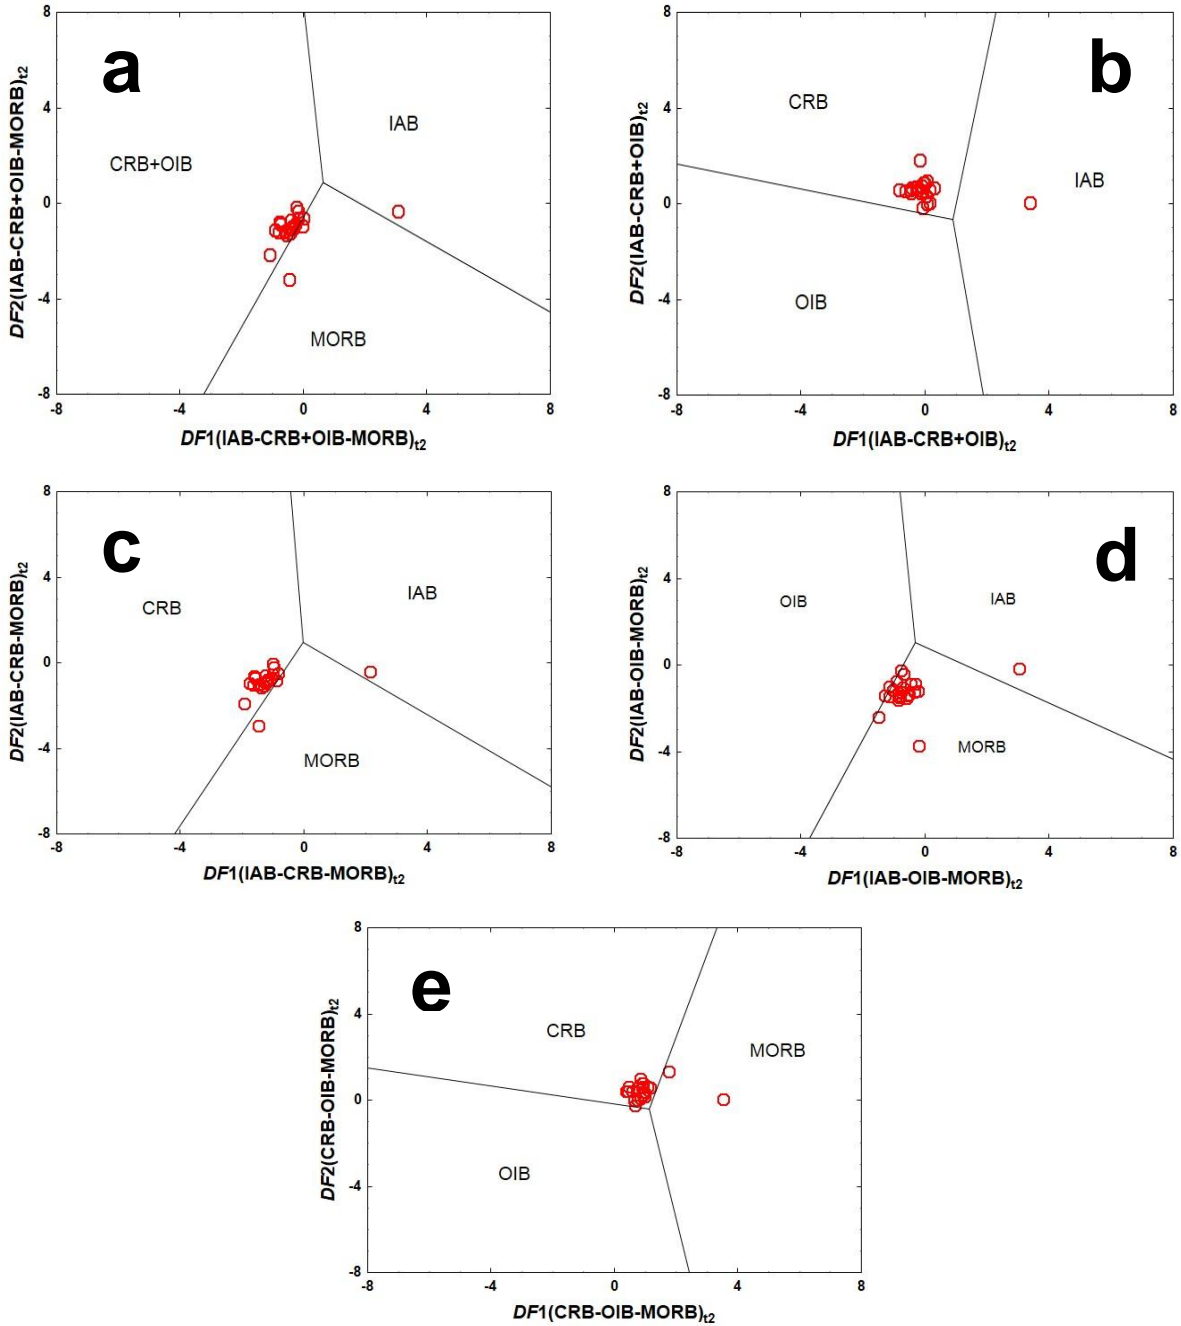 a
8
4
0
-4
-8
-8
-4
0
4
8
CRB+OIB
IAB
MORB
DF2(IAB-CRB+OIB-MORB)t2
DF1(IAB-CRB+OIB-MORB)t2
b
8
4
0
-4
-8
-8
-4
0
4
8
CRB
IAB
OIB
DF2(IAB-CRB+OIB)t2
DF1(IAB-CRB+OIB)t2
c
8
4
0
-4
-8
-8
-4
0
4
8
CRB
IAB
MORB
DF2(IAB-CRB-MORB)t2
DF1(IAB-CRB-MORB)t2
d
8
4
0
-4
-8
-8
-4
0
4
8
OIB
IAB
MORB
DF2(IAB-OIB-MORB)t2
DF1(IAB-OIB-MORB)t2
e
8
4
0
-4
-8
-8
-4
0
4
8
CRB
MORB
OIB
DF2(CRB-OIB-MORB)t2
DF1(CRB-OIB-MORB)t2